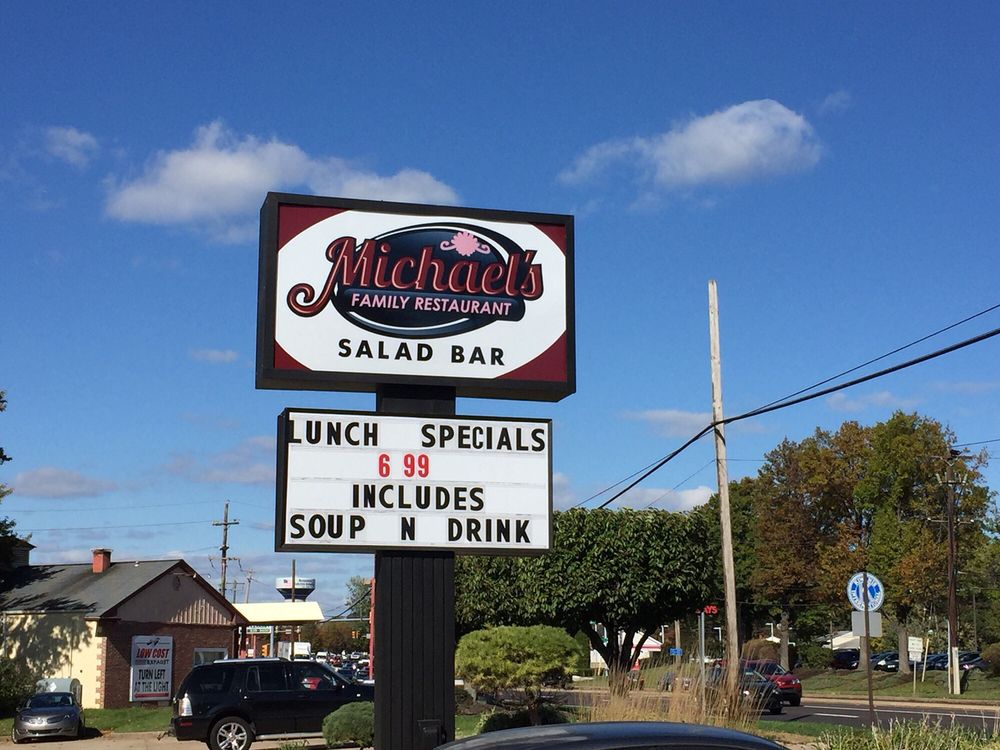 Michael's
FAMILY RESTAURANT
SALAD BAR
LUNCH SPECIALS
6 99
INCLUDES
SOUP N DRINK
LOW COST
EXHAUST
TURN LEFT
AT THE LIGHT